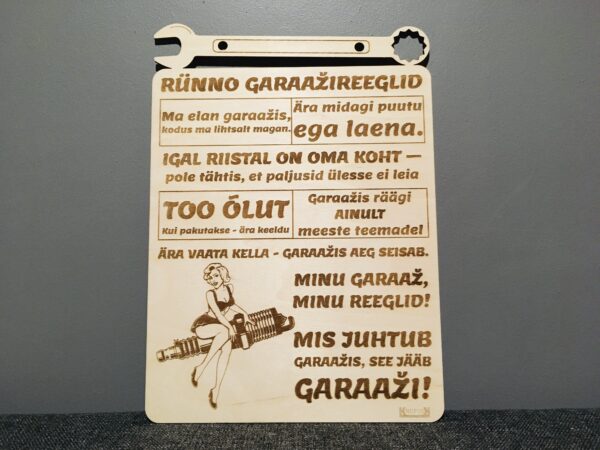 RÜNNO GARAAŽIREEGLID
Ma elan garaažis,
kodus ma lihtsalt magan.
Ära midagi puutu
ega laena.
IGAL RIISTAL ON OMA KOHT —
pole tähtis, et paljusid ülesse ei leia
TOO ÕLUT
Kui pakutakse - ära keeldu
Garaažis räägi
AINULT
meeste teemadel
ÄRA VAATA KELLA - GARAAŽIS AEG SEISAB.
MINU GARAAŽ,
MINU REEGLID!
MIS JUHTUB
GARAAŽIS, SEE JÄÄB
GARAAŽI!